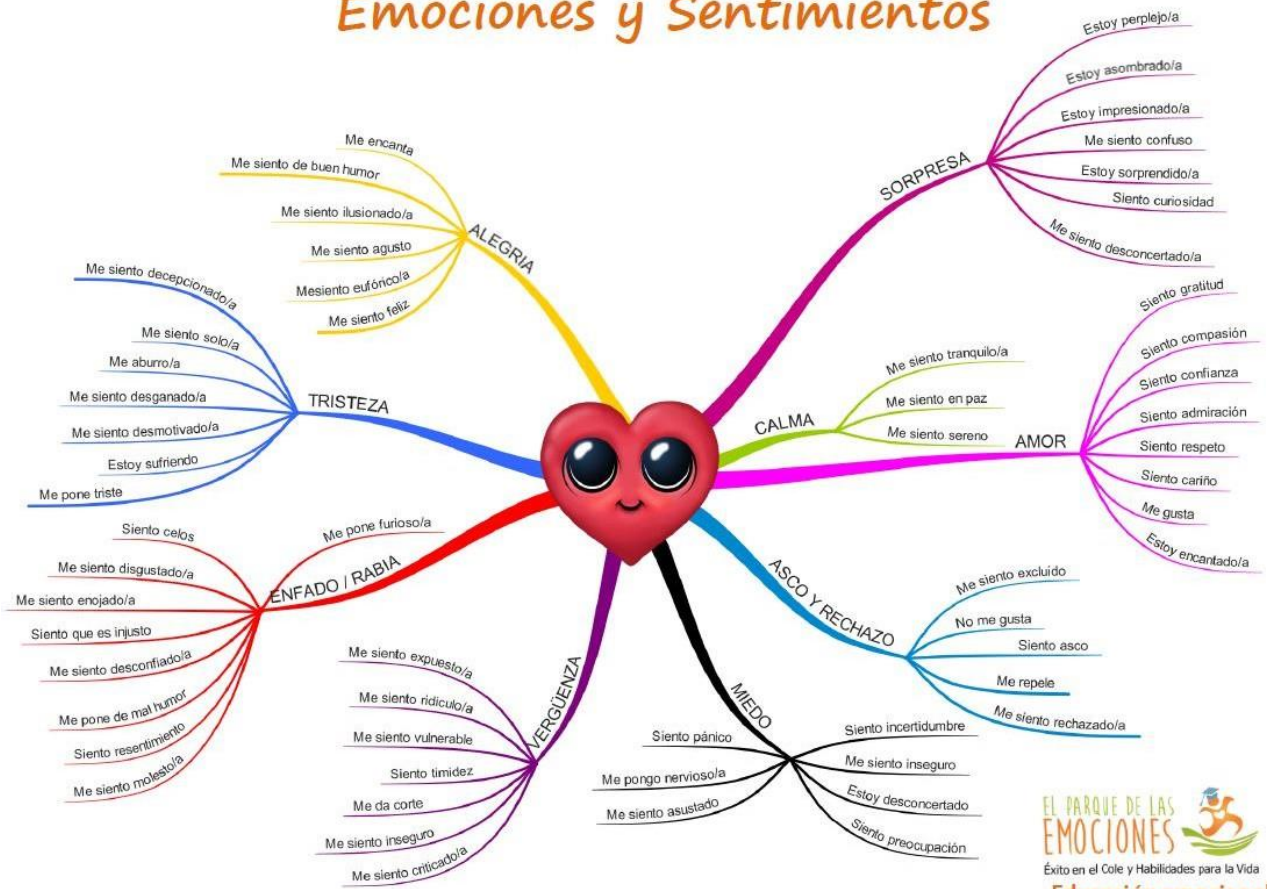 Emociones y Sentimientos
ALEGRIA
Me encanta
Me siento de buen humor
Me siento ilusionado/a
Me siento agusto
Mesiento eufórico/a
Me siento feliz
TRISTEZA
Me siento decepcionado/a
Me siento solo/a
Me aburro/a
Me siento desganado/a
Me siento desmotivado/a
Estoy sufriendo
Me pone triste
ENFADO / RABIA
Me pone furioso/a
Siento celos
Me siento disgustado/a
Me siento enojado/a
Siento que es injusto
Me siento desconfiado/a
Me pone de mal humor
Siento resentimiento
Me siento molesto/a
VERGÜENZA
Me siento expuesto/a
Me siento ridiculo/a
Me siento vulnerable
Siento timidez
Me da corte
Me siento inseguro
Me siento criticado/a
MIEDO
Siento pánico
Me pongo nervioso/a
Me siento asustado
Siento incertidumbre
Me siento inseguro
Estoy desconcertado
Siento preocupación
ASCO Y RECHAZO
Me siento excluido
No me gusta
Siento asco
Me repele
Me siento rechazado/a
AMOR
Siento gratitud
Siento compasión
Siento confianza
Siento admiración
Siento respeto
Siento cariño
Me gusta
Estoy encantado/a
CALMA
Me siento tranquilo/a
Me siento en paz
Me siento sereno
SORPRESA
Estoy perplejo/a
Estoy asombrado/a
Estoy impresionado/a
Me siento confuso
Estoy sorprendido/a
Siento curiosidad
Me siento desconcertado/a
EL PARQUE DE LAS
EMOCIONES
Éxito en el Cole y Habilidades para la Vida